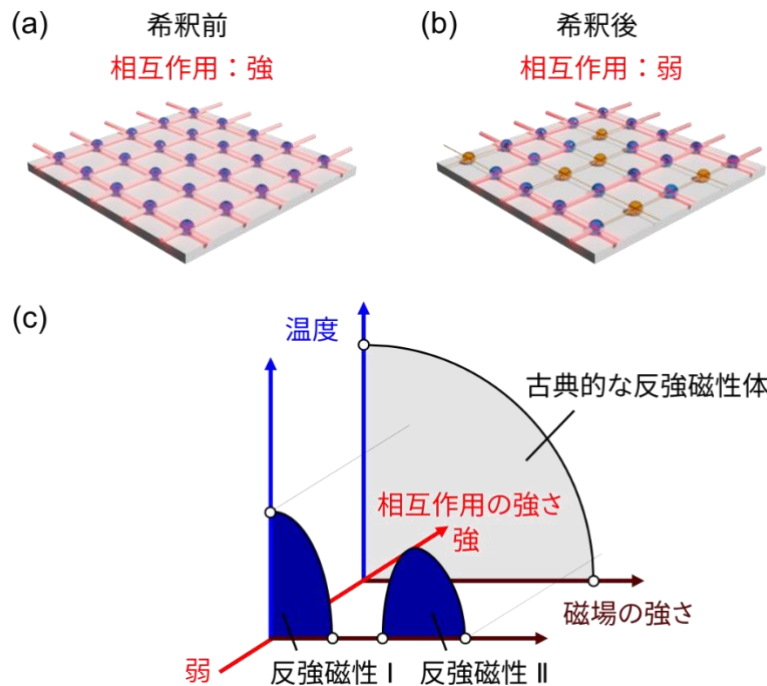 (a)
希釈前
相互作用：強
(b)
希釈後
相互作用：弱
(c)
温度
古典的な反強磁性体
相互作用の強さ
強
磁場の強さ
弱
反強磁性 I
反強磁性 II